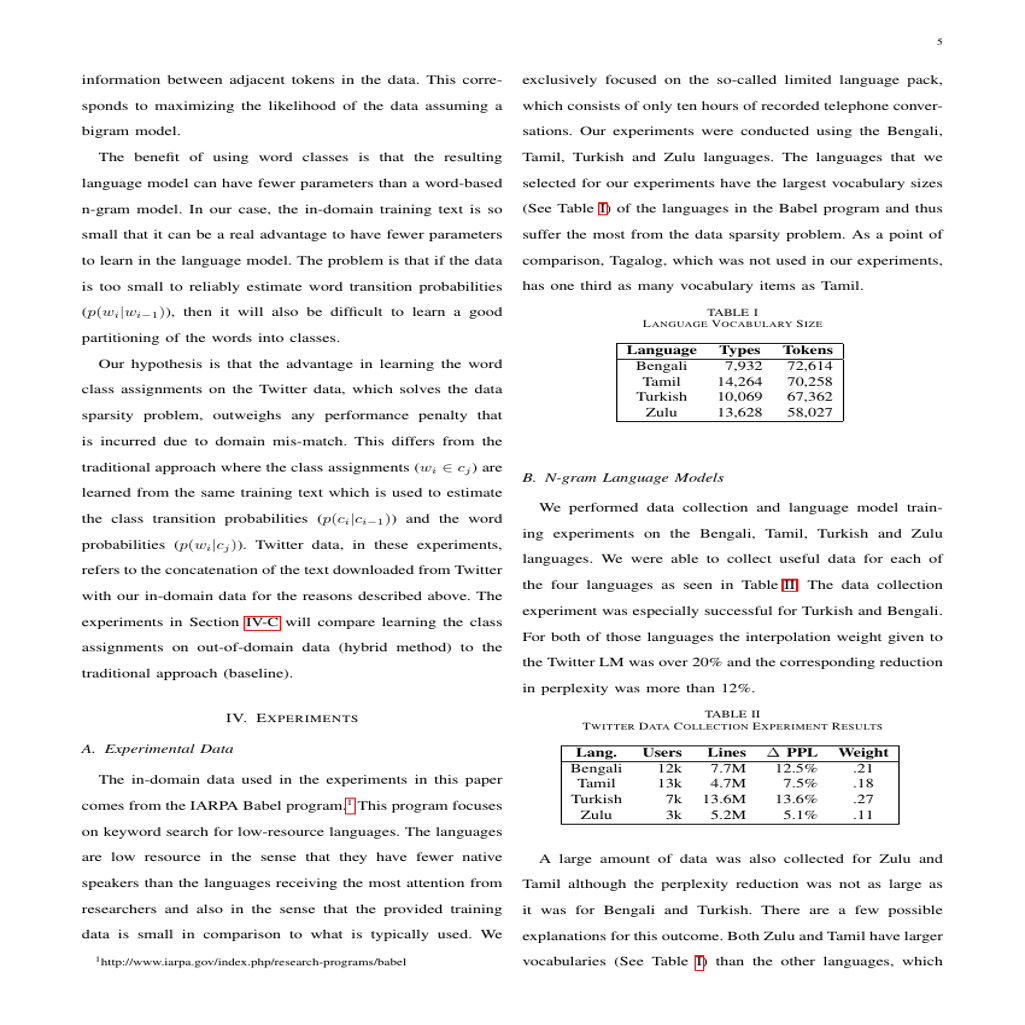 5
information between adjacent tokens in the data. This corre-
sponds to maximizing the likelihood of the data assuming a
bigram model.
The benefit of using word classes is that the resulting
language model can have fewer parameters than a word-based
n-gram model. In our case, the in-domain training text is so
small that it can be a real advantage to have fewer parameters
to learn in the language model. The problem is that if the data
is too small to reliably estimate word transition probabilities
(p(wᵢ|wᵢ₋₁)), then it will also be difficult to learn a good
partitioning of the words into classes.
Our hypothesis is that the advantage in learning the word
class assignments on the Twitter data, which solves the data
sparsity problem, outweighs any performance penalty that
is incurred due to domain mis-match. This differs from the
traditional approach where the class assignments (wᵢ ∈ cⱼ) are
learned from the same training text which is used to estimate
the class transition probabilities (p(cᵢ|cᵢ₋₁)) and the word
probabilities (p(wᵢ|cⱼ)). Twitter data, in these experiments,
refers to the concatenation of the text downloaded from Twitter
with our in-domain data for the reasons described above. The
experiments in Section IV-C will compare learning the class
assignments on out-of-domain data (hybrid method) to the
traditional approach (baseline).
IV. EXPERIMENTS
A. Experimental Data
The in-domain data used in the experiments in this paper
comes from the IARPA Babel program.¹ This program focuses
on keyword search for low-resource languages. The languages
are low resource in the sense that they have fewer native
speakers than the languages receiving the most attention from
researchers and also in the sense that the provided training
data is small in comparison to what is typically used. We
¹http://www.iarpa.gov/index.php/research-programs/babel
exclusively focused on the so-called limited language pack,
which consists of only ten hours of recorded telephone conver-
sations. Our experiments were conducted using the Bengali,
Tamil, Turkish and Zulu languages. The languages that we
selected for our experiments have the largest vocabulary sizes
(See Table I) of the languages in the Babel program and thus
suffer the most from the data sparsity problem. As a point of
comparison, Tagalog, which was not used in our experiments,
has one third as many vocabulary items as Tamil.
TABLE I
LANGUAGE VOCABULARY SIZE
Language Types Tokens
Bengali 7,932 72,614
Tamil 14,264 70,258
Turkish 10,069 67,362
Zulu 13,628 58,027
B. N-gram Language Models
We performed data collection and language model train-
ing experiments on the Bengali, Tamil, Turkish and Zulu
languages. We were able to collect useful data for each of
the four languages as seen in Table II. The data collection
experiment was especially successful for Turkish and Bengali.
For both of those languages the interpolation weight given to
the Twitter LM was over 20% and the corresponding reduction
in perplexity was more than 12%.
TABLE II
TWITTER DATA COLLECTION EXPERIMENT RESULTS
Lang. Users Lines Δ PPL Weight
Bengali 12k 7.7M 12.5% .21
Tamil 13k 4.7M 7.5% .18
Turkish 7k 13.6M 13.6% .27
Zulu 3k 5.2M 5.1% .11
A large amount of data was also collected for Zulu and
Tamil although the perplexity reduction was not as large as
it was for Bengali and Turkish. There are a few possible
explanations for this outcome. Both Zulu and Tamil have larger
vocabularies (See Table I) than the other languages, which